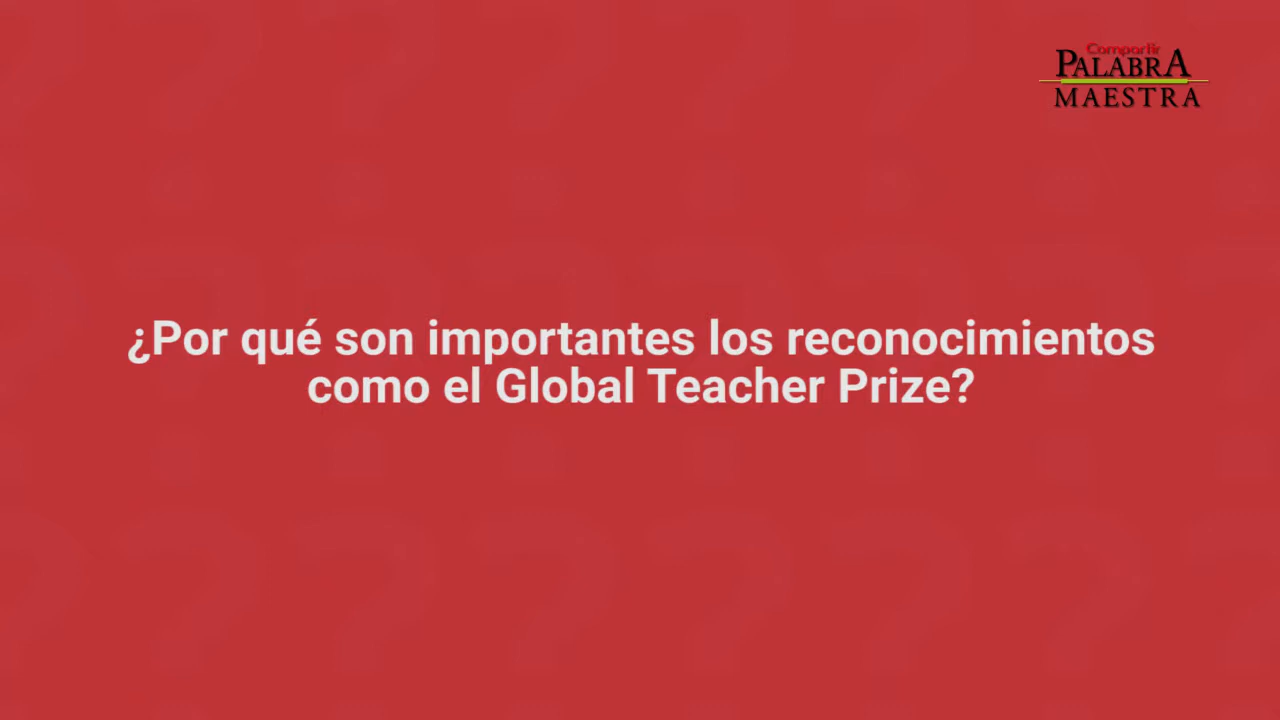 Compartir
PALABRA
MAESTRA
¿Por qué son importantes los reconocimientos
como el Global Teacher Prize?